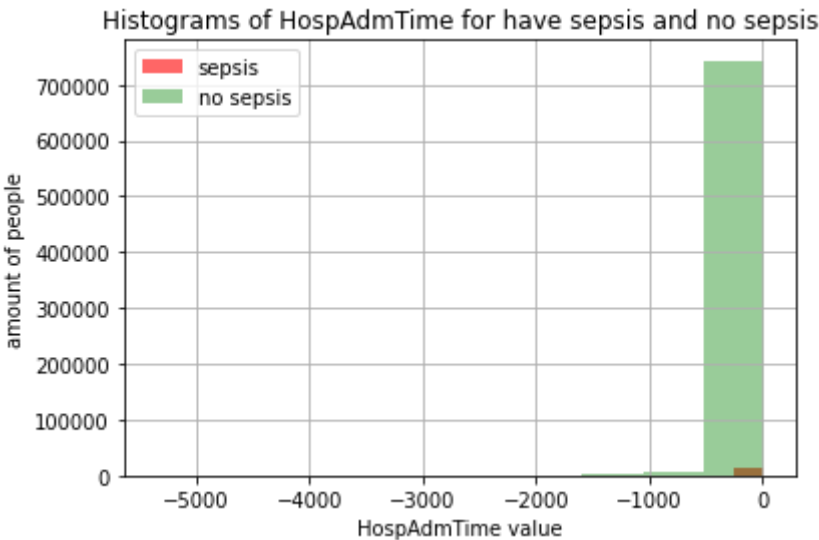 Histograms of HospAdmTime for have sepsis and no sepsis
sepsis
no sepsis
700000
600000
500000
400000
300000
200000
100000
0
amount of people
−5000 −4000 −3000 −2000 −1000 0
HospAdmTime value